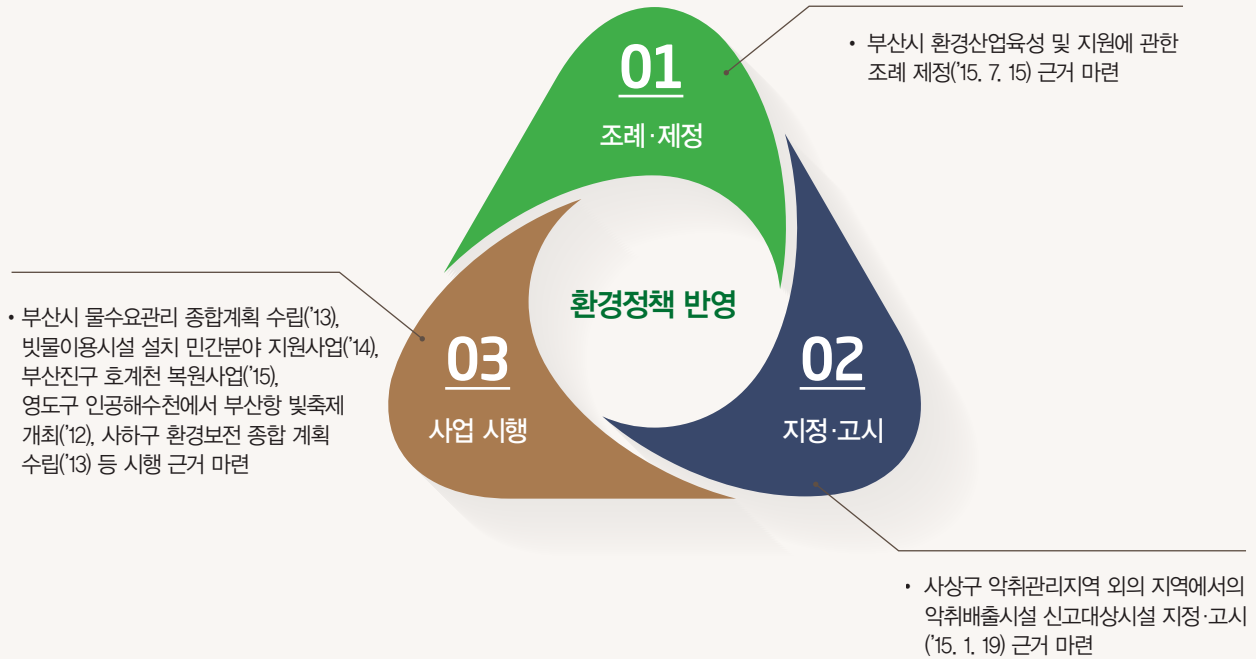 01
조례·제정
• 부산시 환경산업육성 및 지원에 관한
조례 제정('15. 7. 15) 근거 마련
환경정책 반영
02
지정·고시
• 사상구 악취관리지역 외의 지역에서의
악취배출시설 신고대상시설 지정·고시
('15. 1. 19) 근거 마련
03
사업 시행
• 부산시 물수요관리 종합계획 수립('13),
빗물이용시설 설치 민간분야 지원사업('14),
부산진구 호계천 복원사업('15),
영도구 인공해수천에서 부산항 빛축제
개최('12), 사하구 환경보전 종합 계획
수립('13) 등 시행 근거 마련